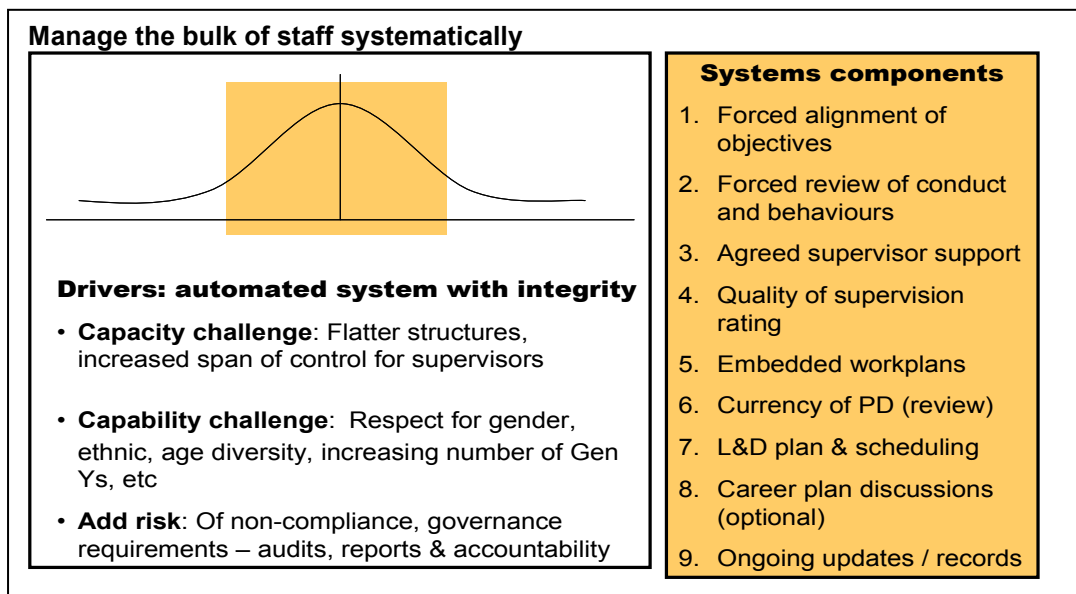 Manage the bulk of staff systematically
Drivers: automated system with integrity
• Capacity challenge: Flatter structures,
increased span of control for supervisors
• Capability challenge: Respect for gender,
ethnic, age diversity, increasing number of Gen
Ys, etc
• Add risk: Of non-compliance, governance
requirements – audits, reports & accountability
Systems components
1. Forced alignment of
objectives
2. Forced review of conduct
and behaviours
3. Agreed supervisor support
4. Quality of supervision
rating
5. Embedded workplans
6. Currency of PD (review)
7. L&D plan & scheduling
8. Career plan discussions
(optional)
9. Ongoing updates / records